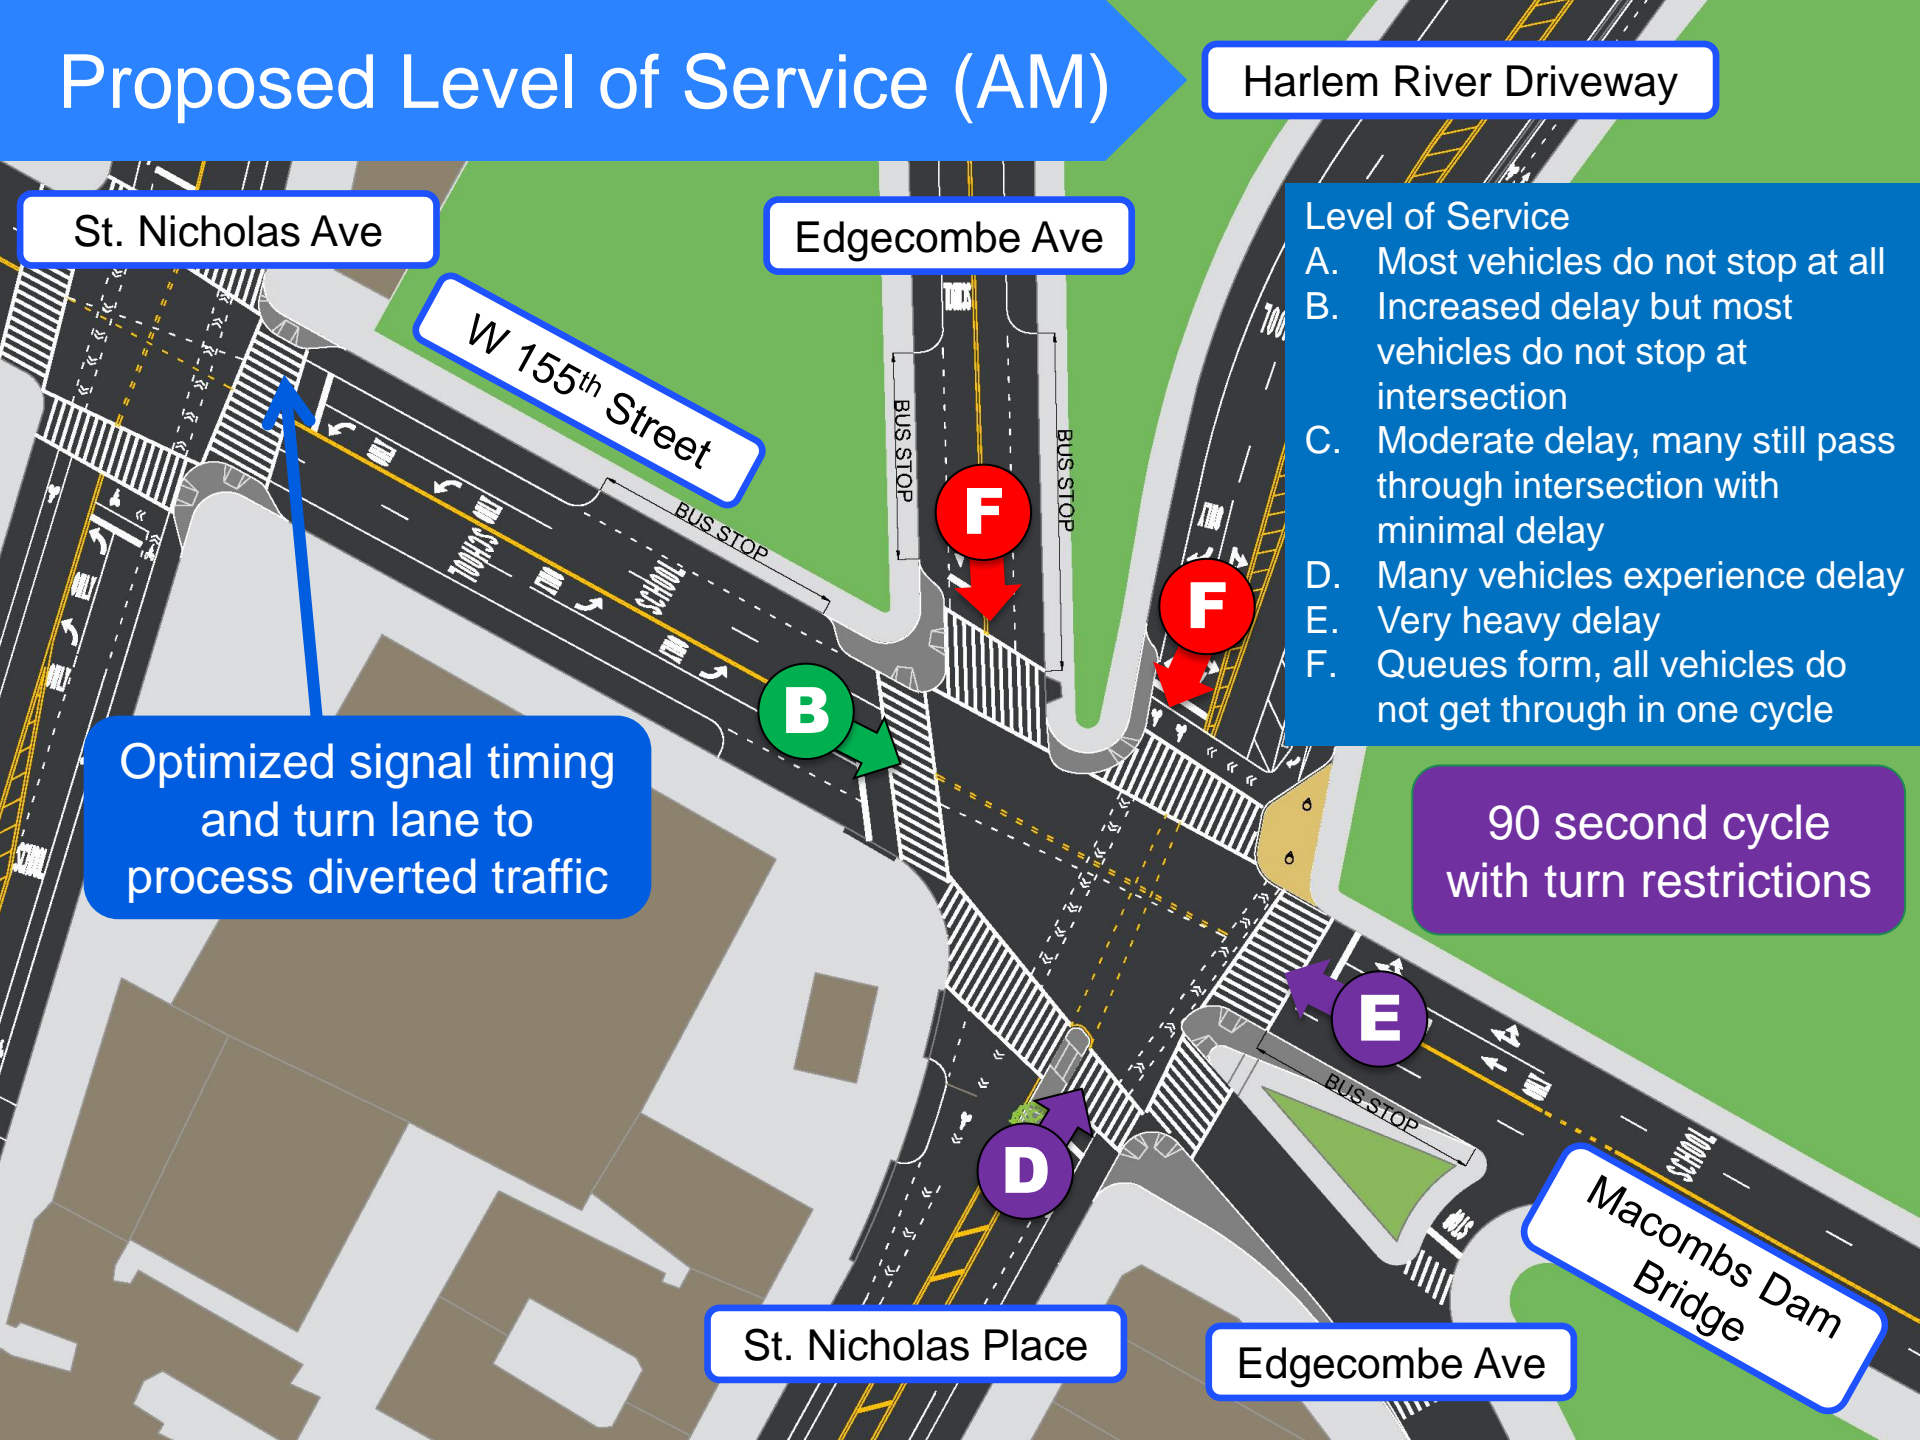 Proposed Level of Service (AM)
Harlem River Driveway
St. Nicholas Ave
Edgecombe Ave
W 155th Street
Level of Service
A. Most vehicles do not stop at all
B. Increased delay but most
vehicles do not stop at
intersection
C. Moderate delay, many still pass
through intersection with
minimal delay
D. Many vehicles experience delay
E. Very heavy delay
F. Queues form, all vehicles do
not get through in one cycle
BUS STOP
BUS STOP
BUS STOP
F
F
SCHOOL
SCHOOL
B
Optimized signal timing
and turn lane to
process diverted traffic
90 second cycle
with turn restrictions
E
BUS STOP
D
SCHOOL
STOP
Macombs Dam
Bridge
St. Nicholas Place
Edgecombe Ave